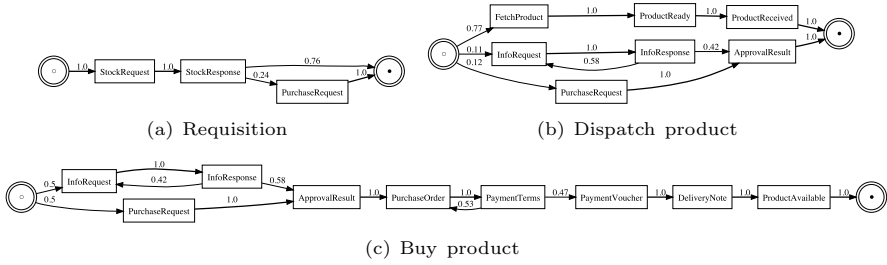 1.0
StockRequest
1.0
StockResponse
0.76
0.24
PurchaseRequest
1.0
(a) Requisition
0.77
FetchProduct
1.0
ProductReady
1.0
ProductReceived
1.0
0.11
InfoRequest
1.0
InfoResponse
0.58
0.42
ApprovalResult
1.0
0.12
PurchaseRequest
1.0
(b) Dispatch product
0.5
InfoRequest
1.0
InfoResponse
0.42
0.58
0.5
PurchaseRequest
1.0
ApprovalResult
1.0
PurchaseOrder
1.0
0.53
PaymentTerms
0.47
PaymentVoucher
1.0
DeliveryNote
1.0
ProductAvailable
1.0
(c) Buy product